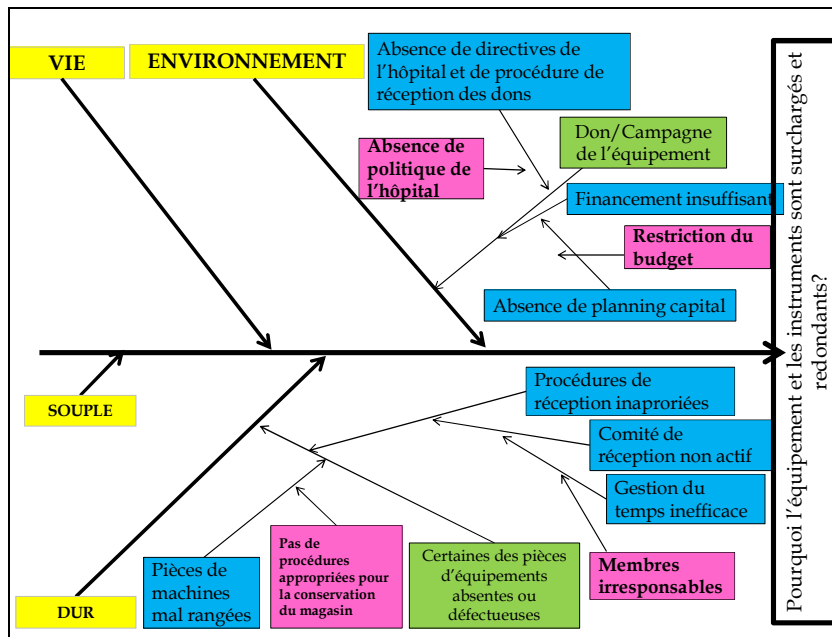 VIE
ENVIRONNEMENT
Absence de directives de
l'hôpital et de procédure de
réception des dons
Don/Campagne
de l'équipement
Absence de
politique de
l'hôpital
Financement insuffisant
Restriction du
budget
Absence de planning capital
Pourquoi l'équipement et les instruments sont surchargés et
redondants?
SOUPLE
Procédures de
réception inaproriées
Comité de
réception non actif
Gestion du
temps inefficace
Membres
irresponsables
Certaines des pièces
d'équipements
absentes ou
défectueuses
Pas de
procédures
appropriées pour
la conservation
du magasin
Pièces de
machines
mal rangées
DUR